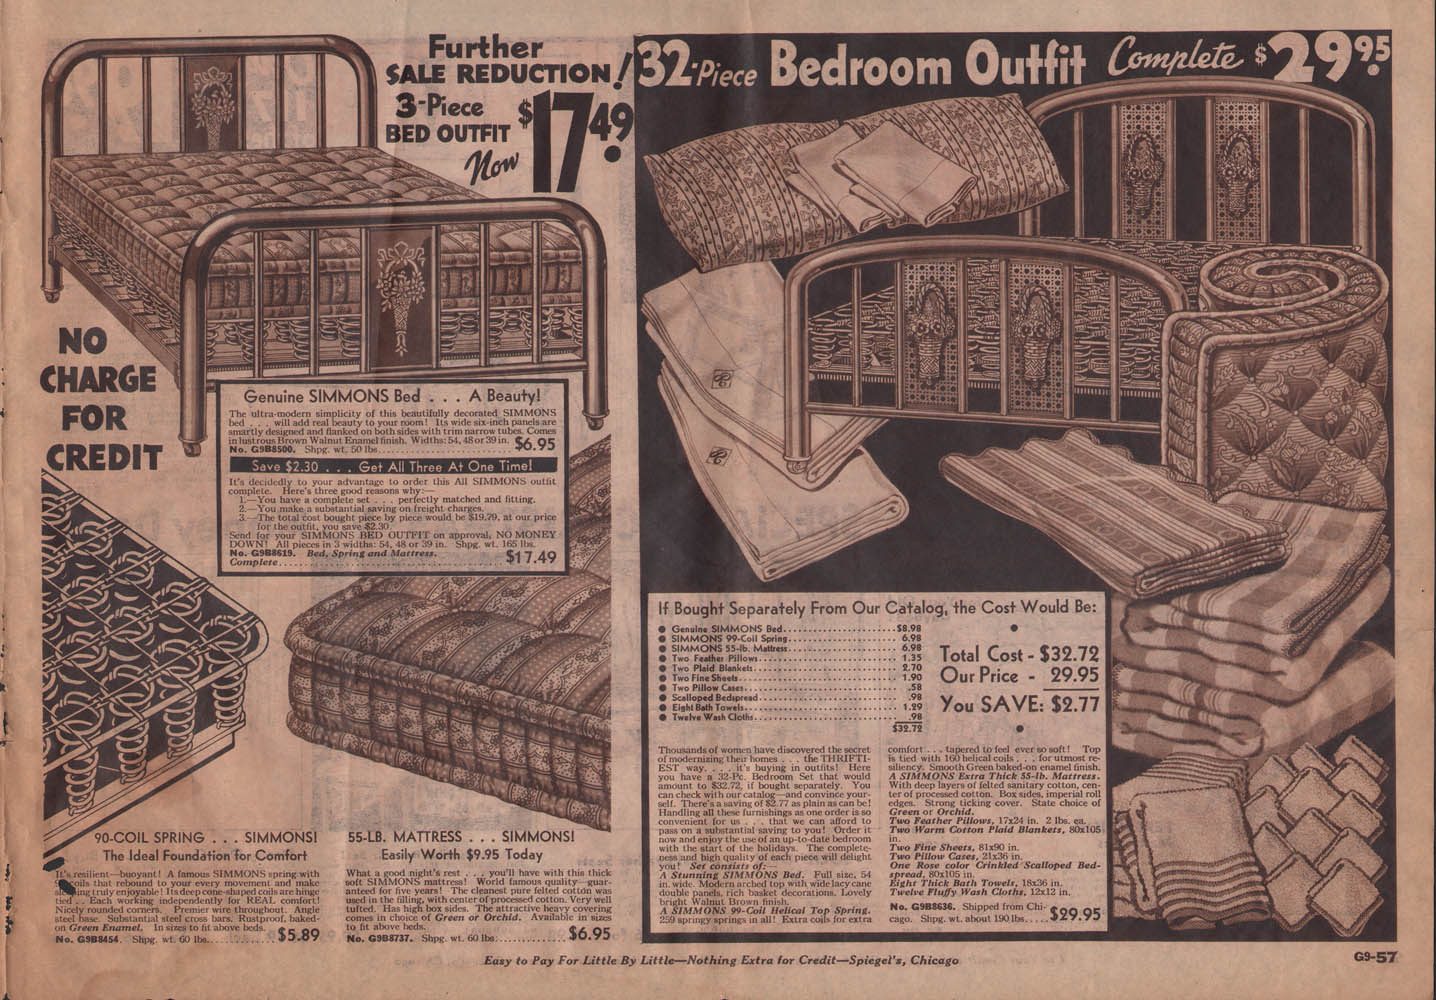 Further
SALE REDUCTION!
3-Piece
BED OUTFIT
Now
$17.49
NO
CHARGE
FOR
CREDIT
Genuine SIMMONS Bed . . . A Beauty!
The ultra-modern simplicity of this beautifully decorated SIMMONS
bed . . . will add real beauty to your room! Its wide six-inch panels are
smartly designed and flanked on both sides with trim narrow tubes. Comes
in lustrous Brown Walnut Enamel finish. Widths: 54, 48 or 39 in.
No. G9B8500. Shpg. wt. 50 lbs. $6.95
Save $2.30 . . . Get All Three At One Time!
It's decidedly to your advantage to order this All SIMMONS outfit
complete. Here's three good reasons why:—
1.—You have a complete set . . . perfectly matched and fitting.
2.—You make a substantial saving on freight charges.
3.—The total cost bought piece by piece would be $19.79, at our price
for the outfit, you save $2.30.
Send for your SIMMONS BED OUTFIT on approval, NO MONEY
DOWN! All pieces in 3 widths: 54, 48 or 39 in. Shpg. wt. 165 lbs.
No. G9B8619. Bed, Spring and Mattress.
Complete. $17.49
90-COIL SPRING . . . SIMMONS!
The Ideal Foundation for Comfort
It's resilient—buoyant! A famous SIMMONS spring with
coils that rebound to your every movement and make
truly enjoyable! Its deep cone-shaped coils are hinge
tied . . Each working independently for REAL comfort!
Nicely rounded corners. Premier wire throughout. Angle
steel base. Substantial steel cross bars. Rustproof, baked-
on Green Enamel. In sizes to fit above beds.
No. G9B8454. Shpg. wt. 60 lbs. $5.89
55-LB. MATTRESS . . . SIMMONS!
Easily Worth $9.95 Today
What a good night's rest . . . you'll have with this thick
soft SIMMONS mattress! World famous quality—guar-
anteed for five years! The cleanest pure felted cotton was
used in the filling, with center of processed cotton. Very well
tufted. Has high box sides. The attractive heavy covering
comes in choice of Green or Orchid. Available in sizes
to fit above beds.
No. G9B8737. Shpg. wt. 60 lbs. $6.95
32-Piece Bedroom Outfit Complete $29.95
If Bought Separately From Our Catalog, the Cost Would Be:
● Genuine SIMMONS Bed $8.98
● SIMMONS 99-Coil Spring 6.98
● SIMMONS 55-lb. Mattress 6.98
● Two Feather Pillows 1.35
● Two Plaid Blankets 2.70
● Two Fine Sheets 1.90
● Two Pillow Cases .58
● Scalloped Bedspread .98
● Eight Bath Towels 1.29
● Twelve Wash Cloths .98
$32.72
Total Cost - $32.72
Our Price - 29.95
You SAVE: $2.77
Thousands of women have discovered the secret
of modernizing their homes . . . the THRIFTI-
EST way. . . . it's buying in outfits! Here
you have a 32-Pc. Bedroom Set that would
amount to $32.72, if bought separately. You
can check with our catalog—and convince your-
self. There's a saving of $2.77 as plain as can be!
Handling all these furnishings as one order is so
convenient for us . . . that we can afford to
pass on a substantial saving to you! Order it
now and enjoy the use of an up-to-date bedroom
with the start of the holidays. The complete-
ness and high quality of each piece will delight
you! Set consists of:—
A Stunning SIMMONS Bed. Full size, 54
in. wide. Modern arched top with wide lacy cane
double panels, rich basket decorations. Lovely
bright Walnut Brown finish.
A SIMMONS 99-Coil Helical Top Spring.
259 springy springs in all! Extra coils for extra
comfort . . . tapered to feel ever so soft! Top
is tied with 160 helical coils . . . for utmost re-
siliency. Smooth Green baked-on enamel finish.
A SIMMONS Extra Thick 55-lb. Mattress.
With deep layers of felted sanitary cotton, cen-
ter of processed cotton. Box sides, imperial roll
edges. Strong ticking cover. State choice of
Green or Orchid.
Two Feather Pillows, 17x24 in. 2 lbs. ea.
Two Warm Cotton Plaid Blankets, 80x105
in.
Two Fine Sheets, 81x90 in.
Two Pillow Cases, 21x36 in.
One Rose color Crinkled Scalloped Bed-
spread, 80x105 in.
Eight Thick Bath Towels, 18x36 in.
Twelve Fluffy Wash Cloths, 12x12 in.
No. G9B8636. Shipped from Chi-
cago. Shpg. wt. about 190 lbs. $29.95
Easy to Pay For Little By Little—Nothing Extra for Credit—Spiegel's, Chicago
G9-57